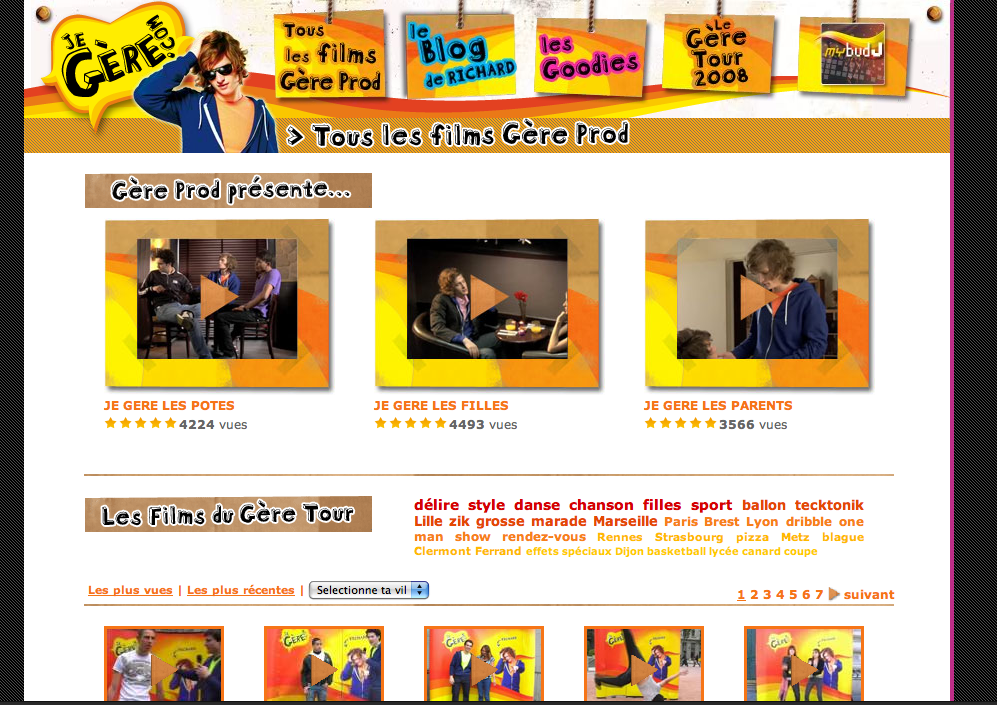 JE
GÈRE.COM
Tous
les films
Gère Prod
le
Blog
de RICHARD
les
Goodies
Le
Gère
Tour
2008
mybudJ
> Tous les films Gère Prod
Gère Prod présente...
JE GERE LES POTES
4224 vues
JE GERE LES FILLES
4493 vues
JE GERE LES PARENTS
3566 vues
Les Films du Gère Tour
délire style danse chanson filles sport ballon tecktonik
Lille zik grosse marade Marseille Paris Brest Lyon dribble one
man show rendez-vous Rennes Strasbourg pizza Metz blague
Clermont Ferrand effets spéciaux Dijon basketball lycée canard coupe
Les plus vues | Les plus récentes | Selectionne ta vil
1 2 3 4 5 6 7 suivant
GÈRE
GÈRE
GÈRE
GÈRE